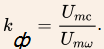 k_ф = U_mc / U_mω.